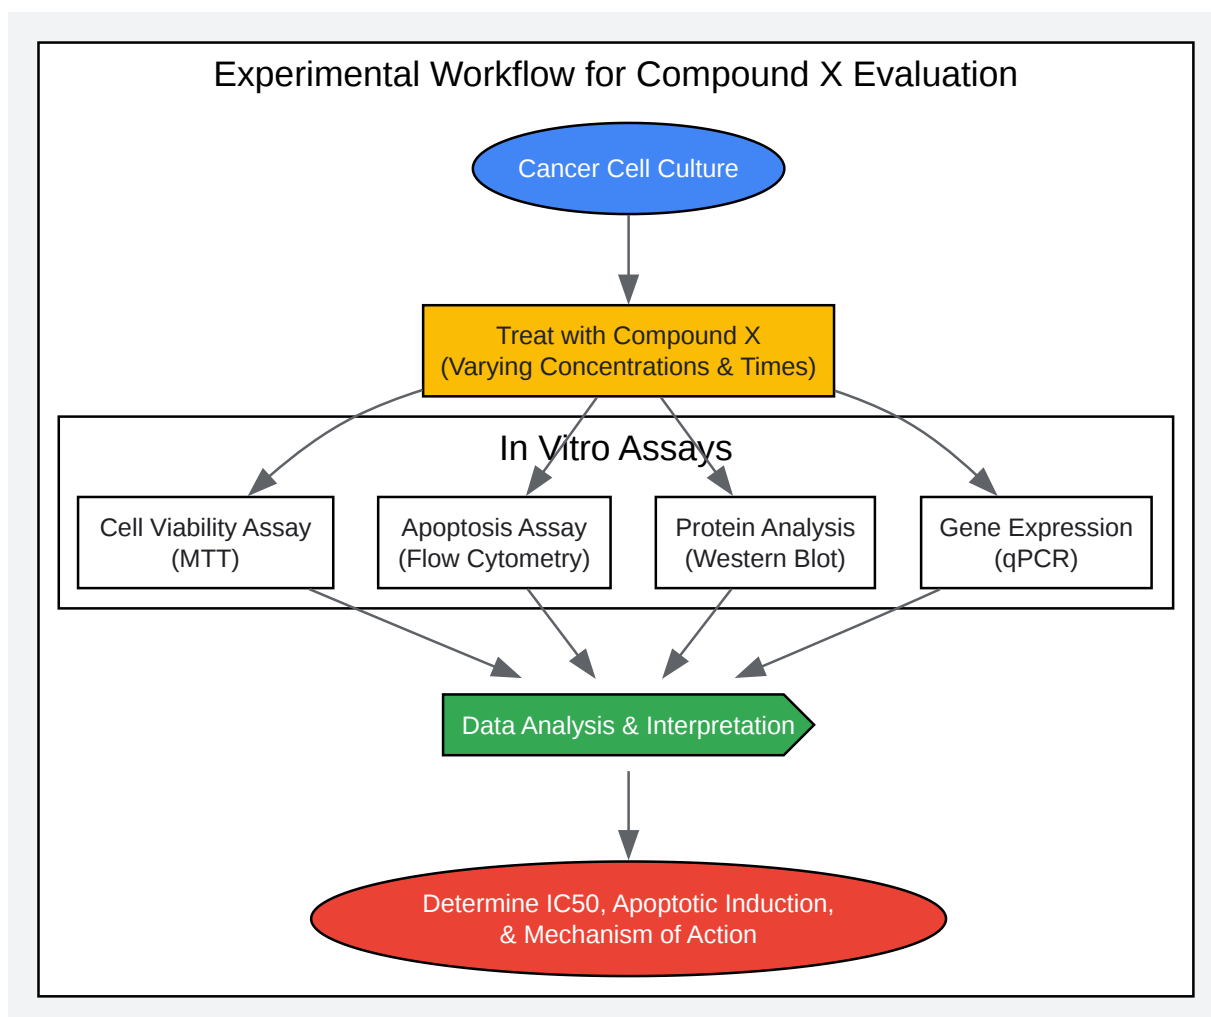 Experimental Workflow for Compound X Evaluation
Cancer Cell Culture
Treat with Compound X
(Varying Concentrations & Times)
In Vitro Assays
Cell Viability Assay
(MTT)
Apoptosis Assay
(Flow Cytometry)
Protein Analysis
(Western Blot)
Gene Expression
(qPCR)
Data Analysis & Interpretation
Determine IC50, Apoptotic Induction,
& Mechanism of Action